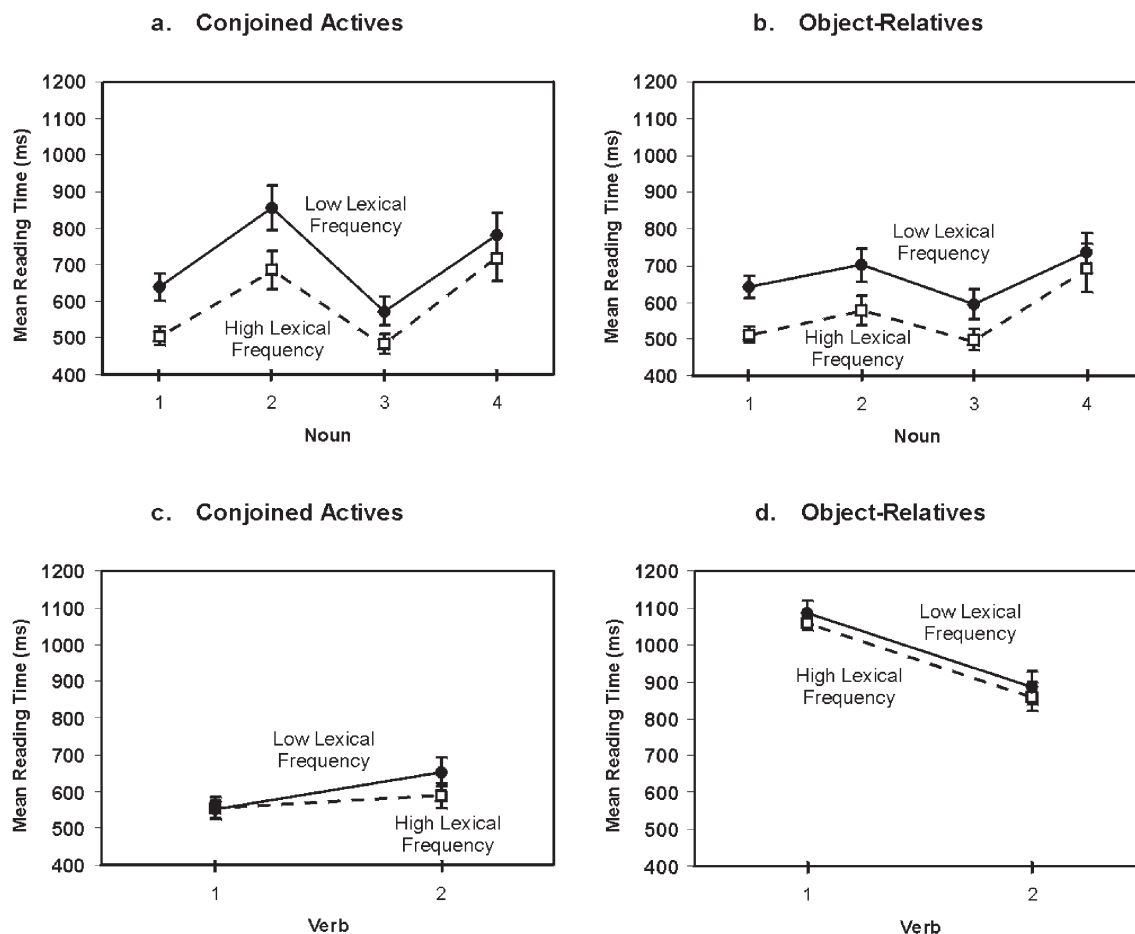 a. Conjoined Actives
1200
1100
1000
900
800
700
600
500
400
Mean Reading Time (ms)
Low Lexical
Frequency
High Lexical
Frequency
1 2 3 4
Noun
b. Object-Relatives
1200
1100
1000
900
800
700
600
500
400
Mean Reading Time (ms)
Low Lexical
Frequency
High Lexical
Frequency
1 2 3 4
Noun
c. Conjoined Actives
1200
1100
1000
900
800
700
600
500
400
Mean Reading Time (ms)
Low Lexical
Frequency
High Lexical
Frequency
1 2
Verb
d. Object-Relatives
1200
1100
1000
900
800
700
600
500
400
Mean Reading Time (ms)
Low Lexical
Frequency
High Lexical
Frequency
1 2
Verb